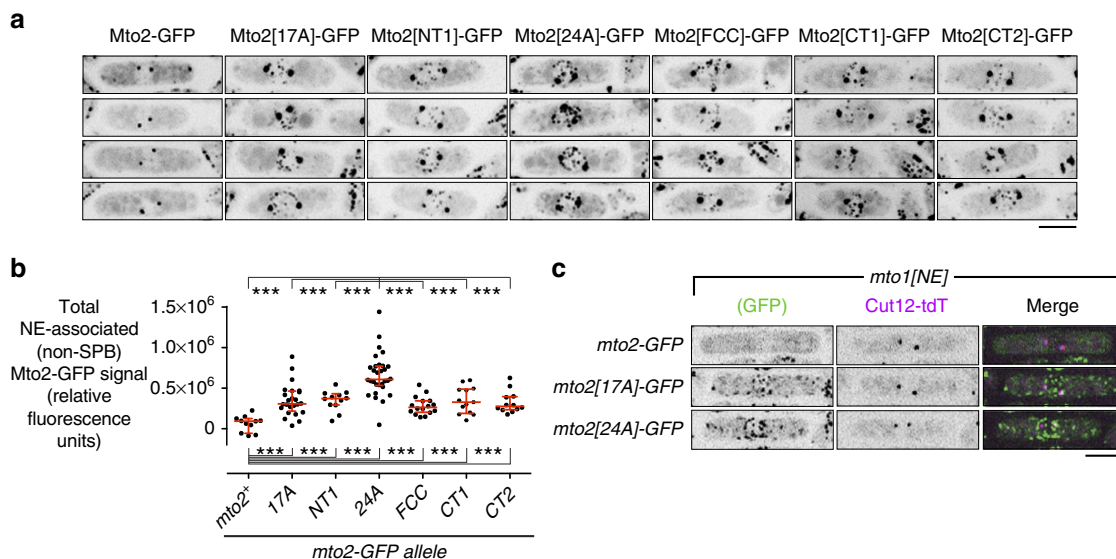 a
Mto2-GFP Mto2[17A]-GFP Mto2[NT1]-GFP Mto2[24A]-GFP Mto2[FCC]-GFP Mto2[CT1]-GFP Mto2[CT2]-GFP
b
Total
NE-associated
(non-SPB)
Mto2-GFP signal
(relative
fluorescence
units)
*** *** *** *** *** ***
1.5×10⁶
1.0×10⁶
0.5×10⁶
0
*** *** *** *** *** ***
mto2⁺ 17A NT1 24A FCC CT1 CT2
mto2-GFP allele
c
mto1[NE]
(GFP) Cut12-tdT Merge
mto2-GFP
mto2[17A]-GFP
mto2[24A]-GFP